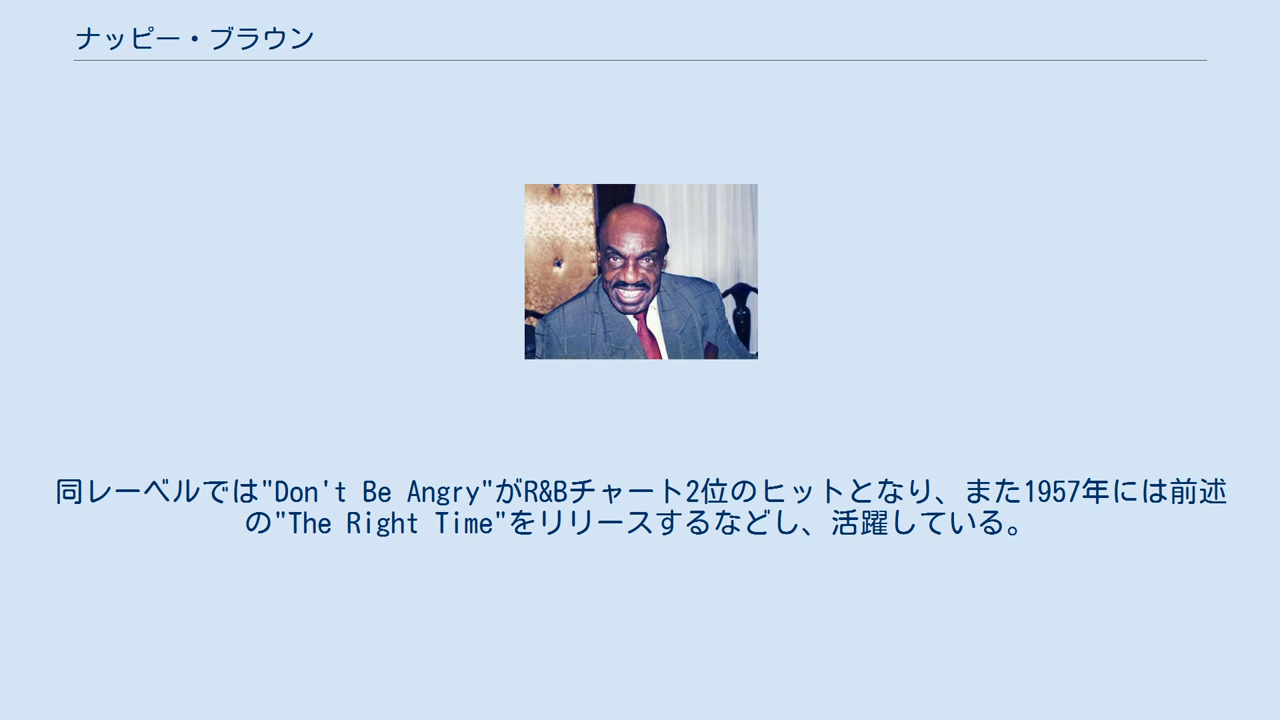 ナッピー・ブラウン
同レーベルでは"Don't Be Angry"がR&Bチャート2位のヒットとなり、また1957年には前述
の"The Right Time"をリリースするなどし、活躍している。